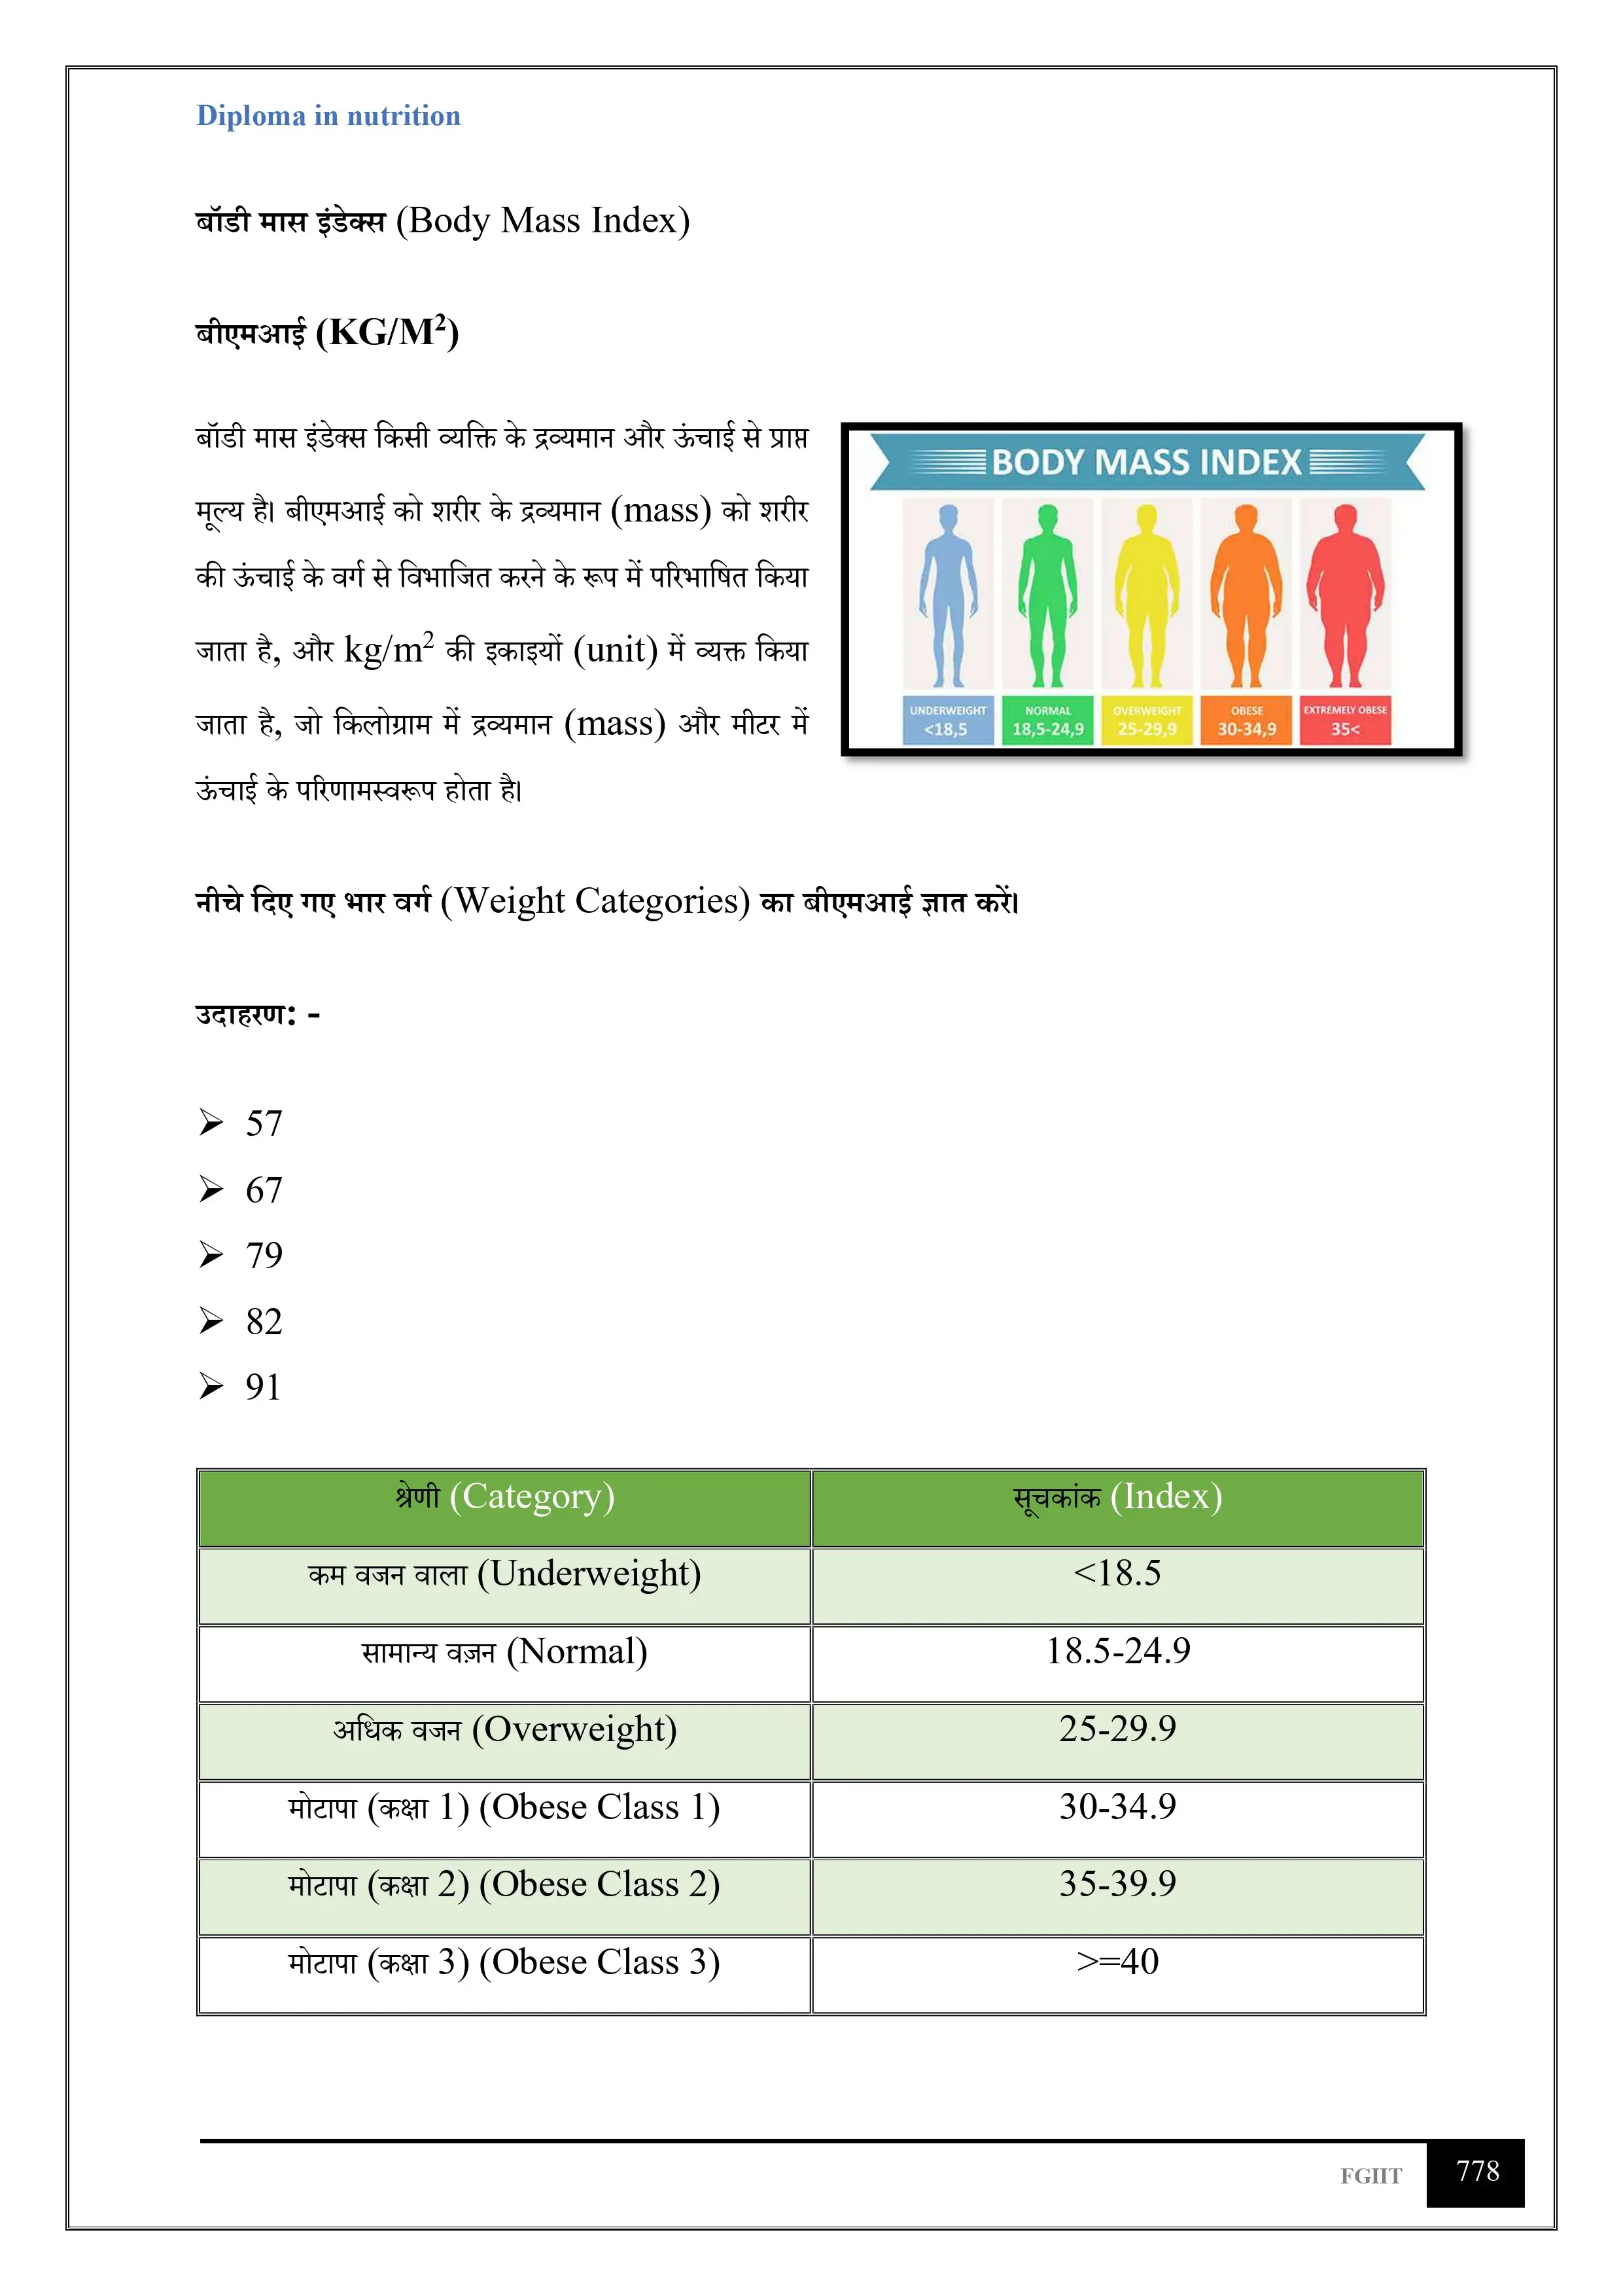 Diploma in nutrition
बॉडी मास इंडेक्स (Body Mass Index)
बीएमआई (KG/M²)
बॉडी मास इंडेक्स किसी व्यक्ति के द्रव्यमान और ऊंचाई से प्राप्त
मूल्य है। बीएमआई को शरीर के द्रव्यमान (mass) को शरीर
की ऊंचाई के वर्ग से विभाजित करने के रूप में परिभाषित किया
जाता है, और kg/m² की इकाइयों (unit) में व्यक्त किया
जाता है, जो किलोग्राम में द्रव्यमान (mass) और मीटर में
ऊंचाई के परिणामस्वरूप होता है।
BODY MASS INDEX
UNDERWEIGHT NORMAL OVERWEIGHT OBESE EXTREMELY OBESE
<18,5 18,5-24,9 25-29,9 30-34,9 35<
नीचे दिए गए भार वर्ग (Weight Categories) का बीएमआई ज्ञात करें।
उदाहरण: -
➢ 57
➢ 67
➢ 79
➢ 82
➢ 91
श्रेणी (Category) सूचकांक (Index)
कम वजन वाला (Underweight) <18.5
सामान्य वज़न (Normal) 18.5-24.9
अधिक वजन (Overweight) 25-29.9
मोटापा (कक्षा 1) (Obese Class 1) 30-34.9
मोटापा (कक्षा 2) (Obese Class 2) 35-39.9
मोटापा (कक्षा 3) (Obese Class 3) >=40
FGIIT 778